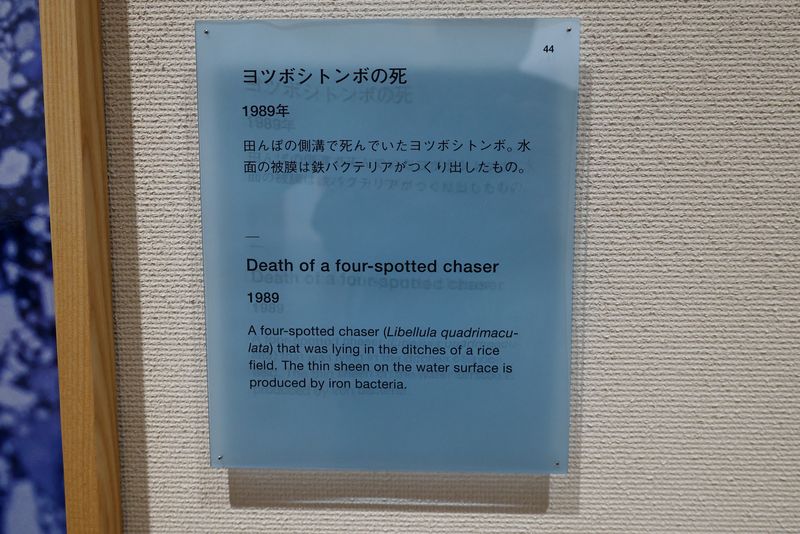 44
ヨツボシトンボの死
1989年
田んぼの側溝で死んでいたヨツボシトンボ。水
面の被膜は鉄バクテリアがつくり出したもの。
—
Death of a four-spotted chaser
1989
A four-spotted chaser (Libellula quadrimacu-
lata) that was lying in the ditches of a rice
field. The thin sheen on the water surface is
produced by iron bacteria.